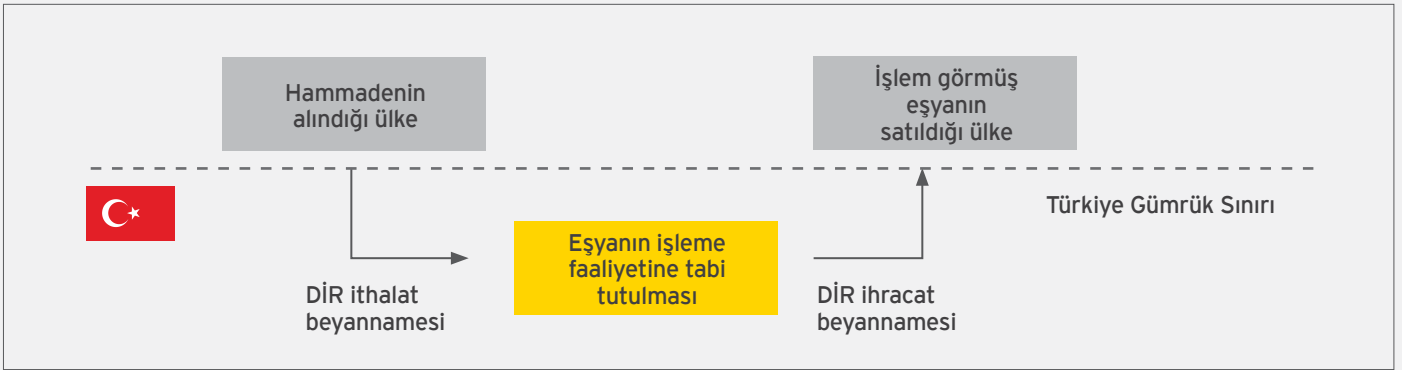 Hammadenin
alındığı ülke
İşlem görmüş
eşyanın
satıldığı ülke
Türkiye Gümrük Sınırı
Eşyanın işleme
faaliyetine tabi
tutulması
DİR ithalat
beyannamesi
DİR ihracat
beyannamesi